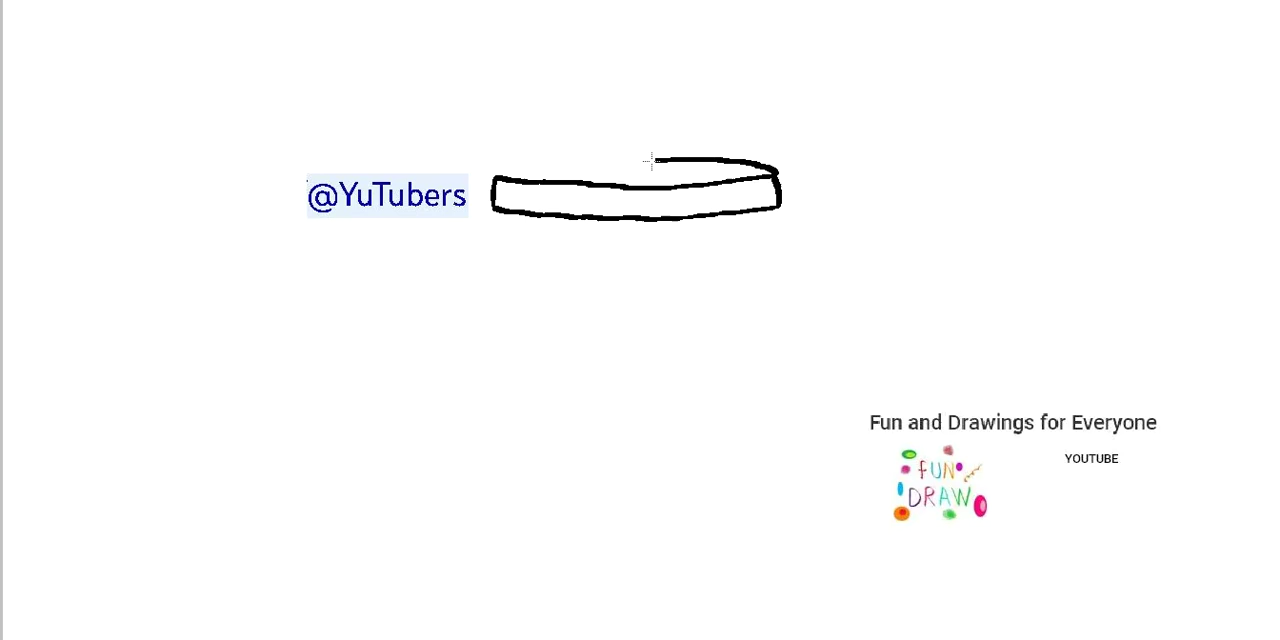 @YuTubers
Fun and Drawings for Everyone
YOUTUBE
FUN
DRAW